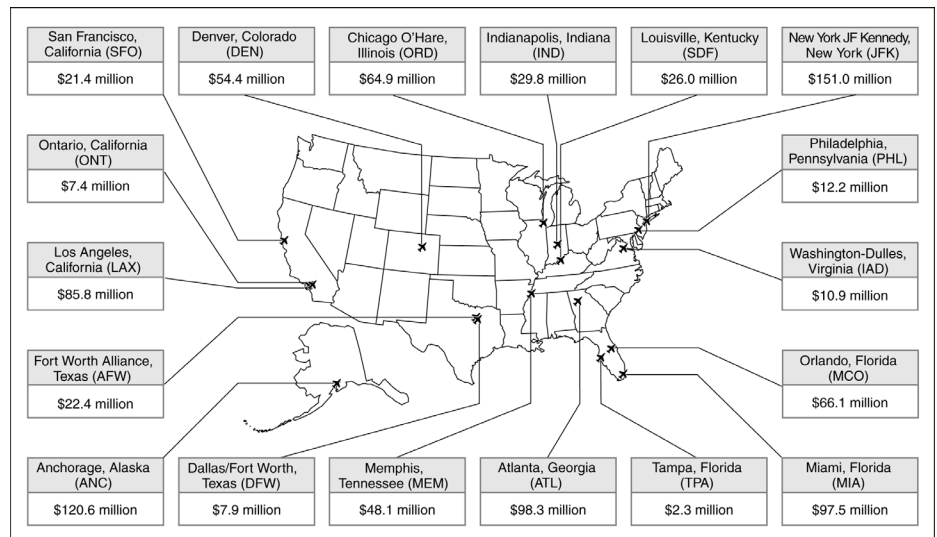 San Francisco,
California (SFO)
$21.4 million
Denver, Colorado
(DEN)
$54.4 million
Chicago O'Hare,
Illinois (ORD)
$64.9 million
Indianapolis, Indiana
(IND)
$29.8 million
Louisville, Kentucky
(SDF)
$26.0 million
New York JF Kennedy,
New York (JFK)
$151.0 million
Ontario, California
(ONT)
$7.4 million
Philadelphia,
Pennsylvania (PHL)
$12.2 million
Los Angeles,
California (LAX)
$85.8 million
Washington-Dulles,
Virginia (IAD)
$10.9 million
Fort Worth Alliance,
Texas (AFW)
$22.4 million
Orlando, Florida
(MCO)
$66.1 million
Anchorage, Alaska
(ANC)
$120.6 million
Dallas/Fort Worth,
Texas (DFW)
$7.9 million
Memphis,
Tennessee (MEM)
$48.1 million
Atlanta, Georgia
(ATL)
$98.3 million
Tampa, Florida
(TPA)
$2.3 million
Miami, Florida
(MIA)
$97.5 million